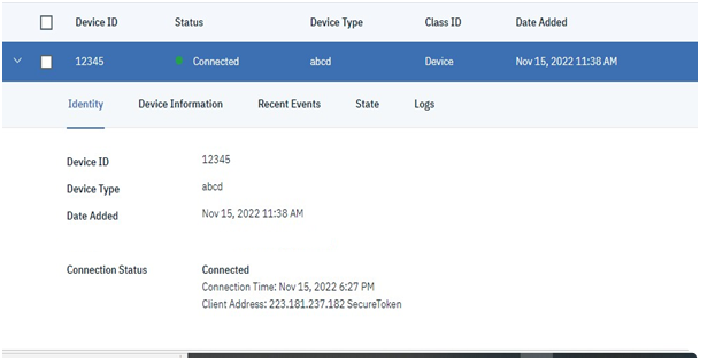 Device ID Status Device Type Class ID Date Added
12345 Connected abcd Device Nov 15, 2022 11:38 AM
Identity Device Information Recent Events State Logs
Device ID 12345
Device Type abcd
Date Added Nov 15, 2022 11:38 AM
Connection Status Connected
Connection Time: Nov 15, 2022 6:27 PM
Client Address: 223.181.237.182 SecureToken